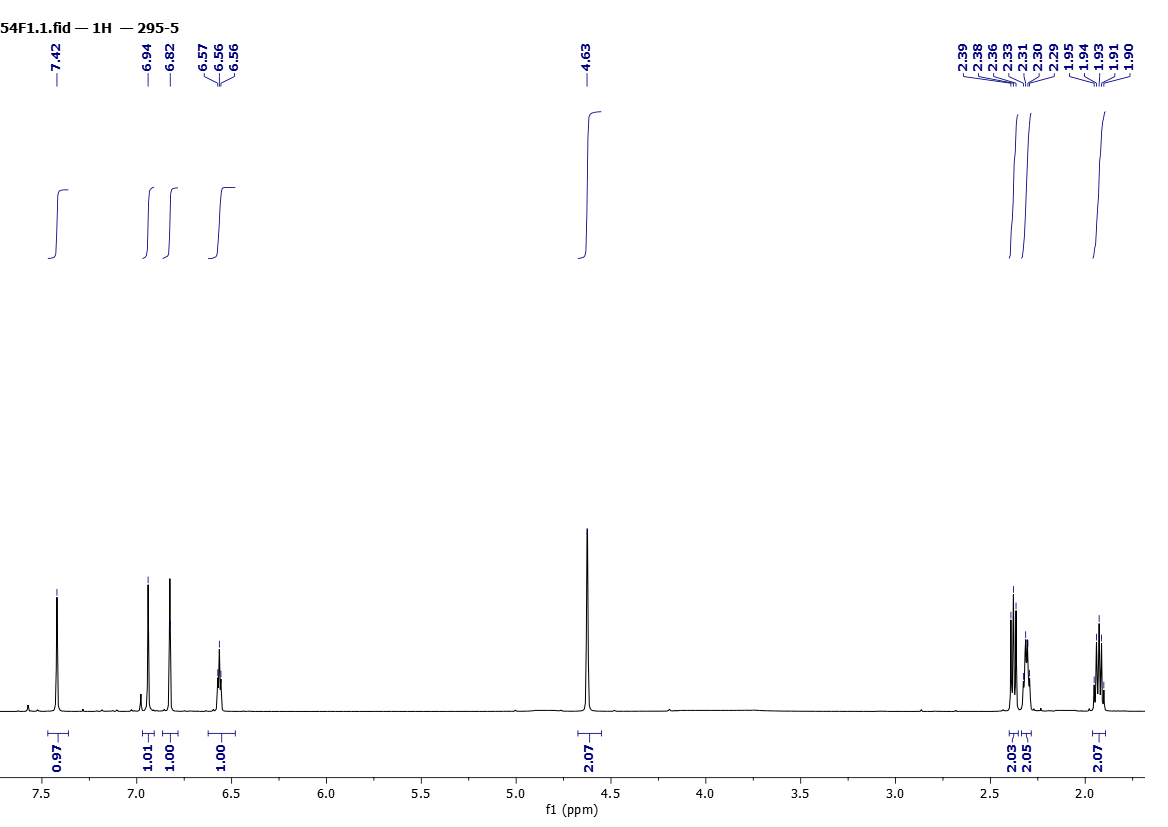 54F1.1.fid — 1H — 295-5
7.42 6.94 6.82 6.57 6.56 6.56 4.63 2.39 2.38 2.36 2.33 2.31 2.30 2.29 1.95 1.94 1.93 1.91 1.90
0.97 1.01 1.00 1.00 2.07 2.03 2.05 2.07
7.5 7.0 6.5 6.0 5.5 5.0 4.5 4.0 3.5 3.0 2.5 2.0
f1 (ppm)